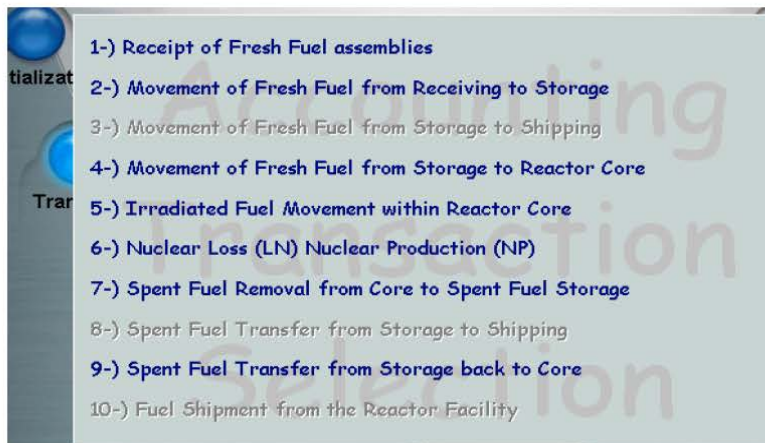 1-) Receipt of Fresh Fuel assemblies
tializat
2-) Movement of Fresh Fuel from Receiving to Storage
3-) Movement of Fresh Fuel from Storage to Shipping
4-) Movement of Fresh Fuel from Storage to Reactor Core
Tran
5-) Irradiated Fuel Movement within Reactor Core
6-) Nuclear Loss (LN) Nuclear Production (NP)
7-) Spent Fuel Removal from Core to Spent Fuel Storage
8-) Spent Fuel Transfer from Storage to Shipping
9-) Spent Fuel Transfer from Storage back to Core
10-) Fuel Shipment from the Reactor Facility
Accounting
Transaction
Selection